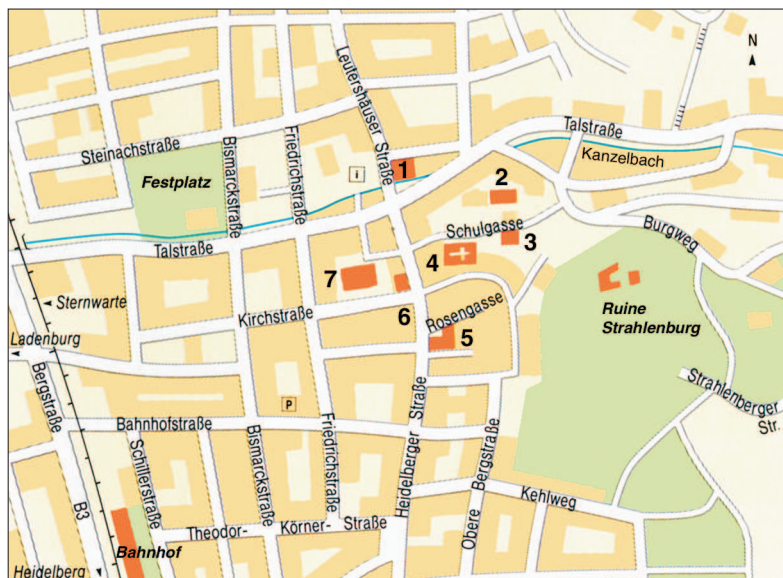 N
Leutershäuser Straße
Talstraße
Kanzelbach
Steinachstraße
Bismarckstraße
Friedrichstraße
Festplatz
i
1
2
Schulgasse
3
Burgweg
Talstraße
4
7
Sternwarte
Kirchstraße
6
Rosengasse
Ruine
Strahlenburg
Ladenburg
5
Bergstraße
Strahlenberger
Str.
P
Bahnhofstraße
Schillerstraße
Bismarckstraße
Friedrichstraße
Heidelberger Straße
Obere Bergstraße
Kehlweg
B3
Theodor-Körner-Straße
Bahnhof
Heidelberg